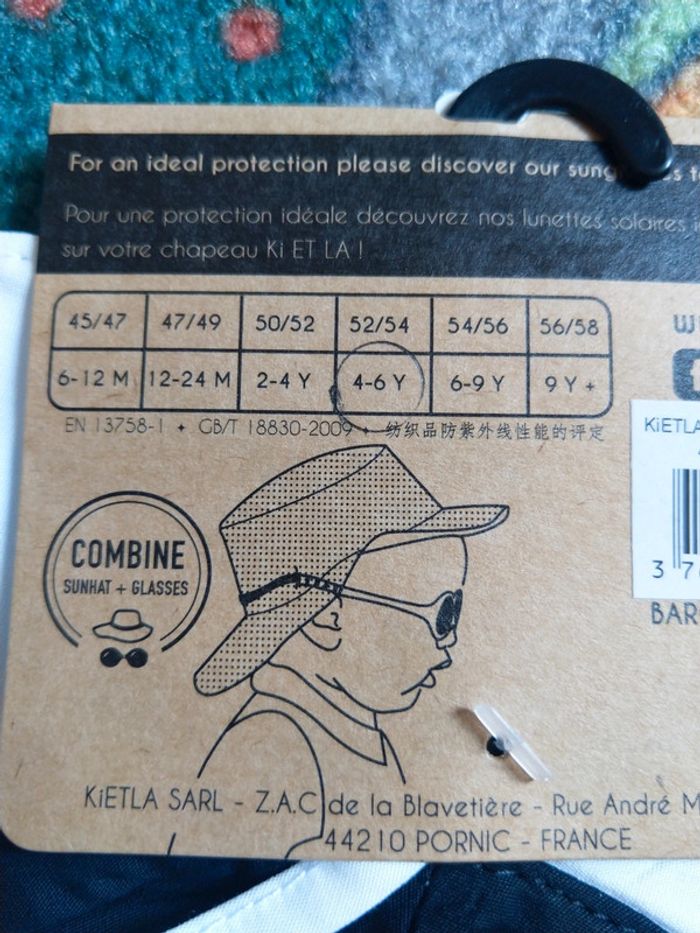 For an ideal protection please discover our
Pour une protection idéale découvrez nos lunettes solaires
sur votre chapeau Ki ET LA !
45/47 47/49 50/52 52/54 54/56 56/58
6-12 M 12-24 M 2-4 Y 4-6 Y 6-9 Y 9 Y +
EN 13758-1 + GB/T 18830-2009 + 纺织品防紫外线性能的评定
COMBINE
SUNHAT + GLASSES
KiETLA
3 7
BAR
KiETLA SARL - Z.A.C de la Blavetière - Rue André
44210 PORNIC - FRANCE